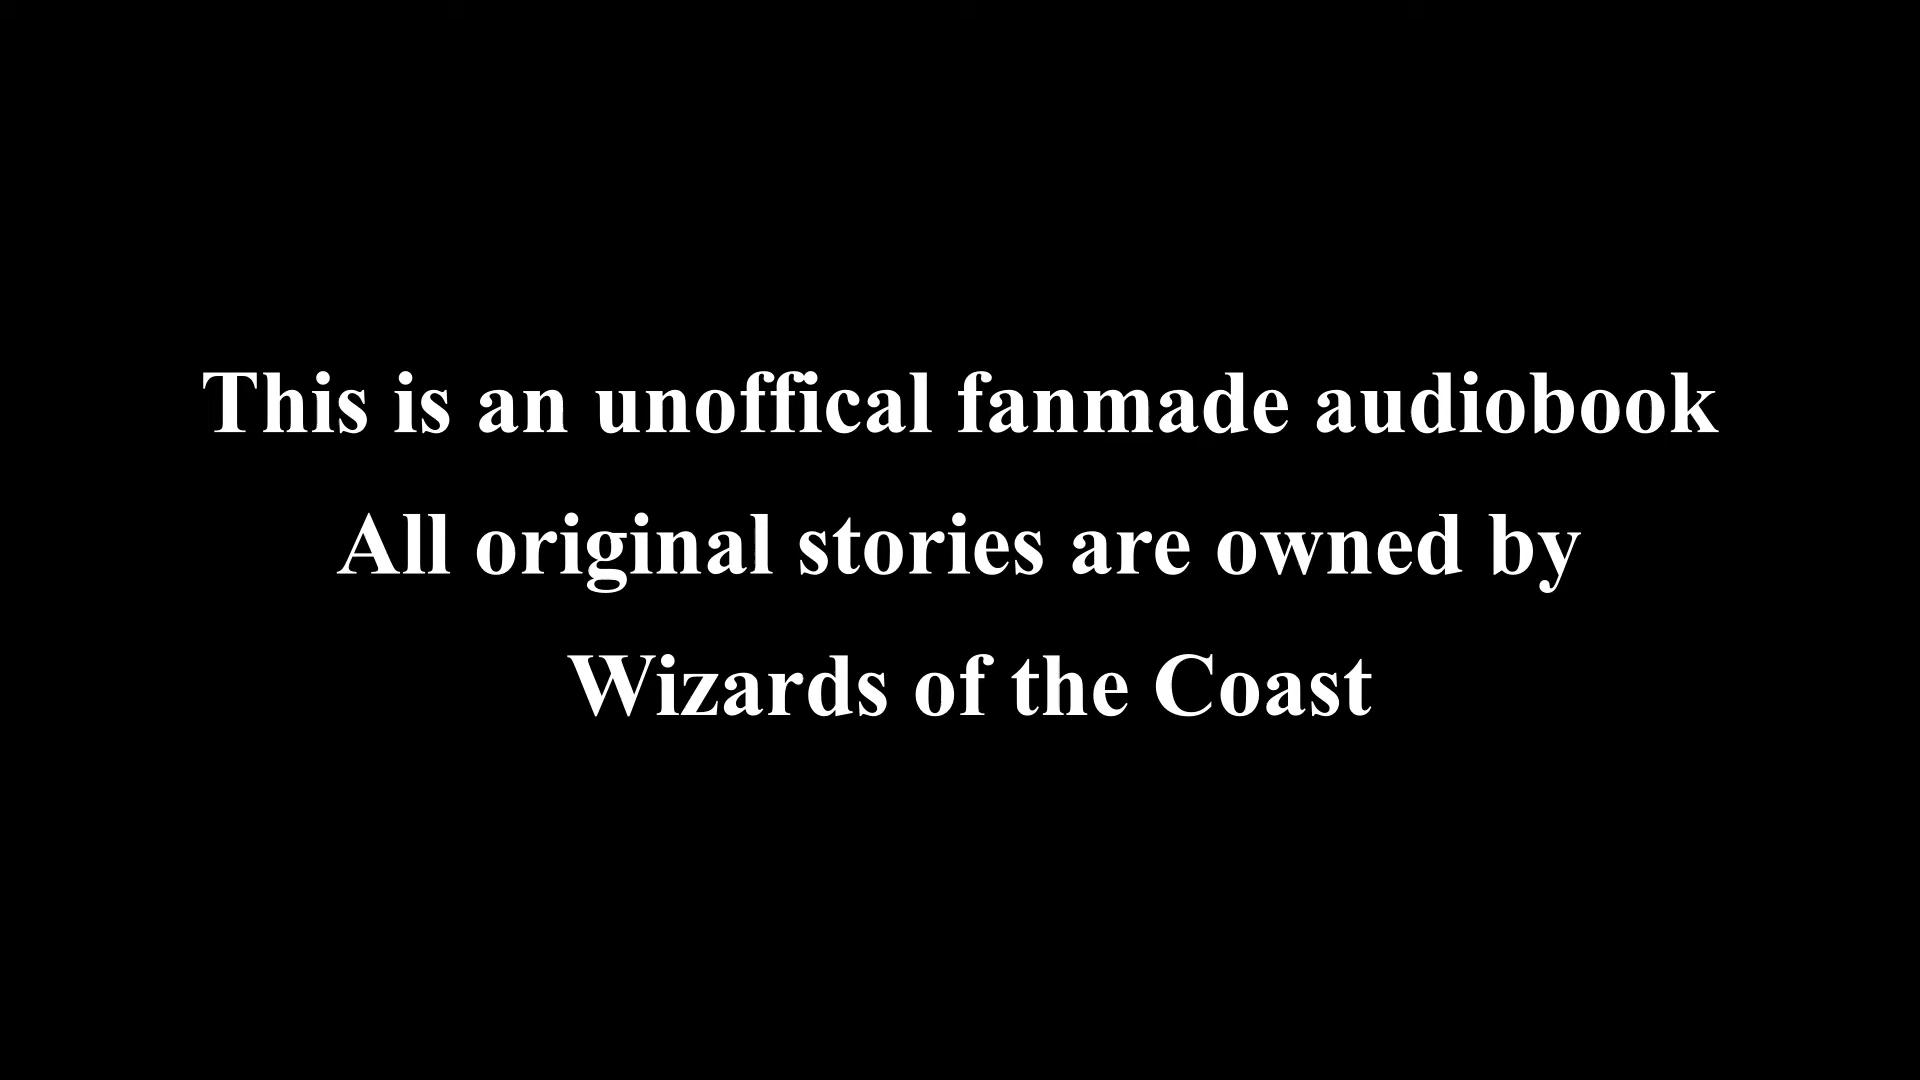 This is an unoffical fanmade audiobook
All original stories are owned by
Wizards of the Coast